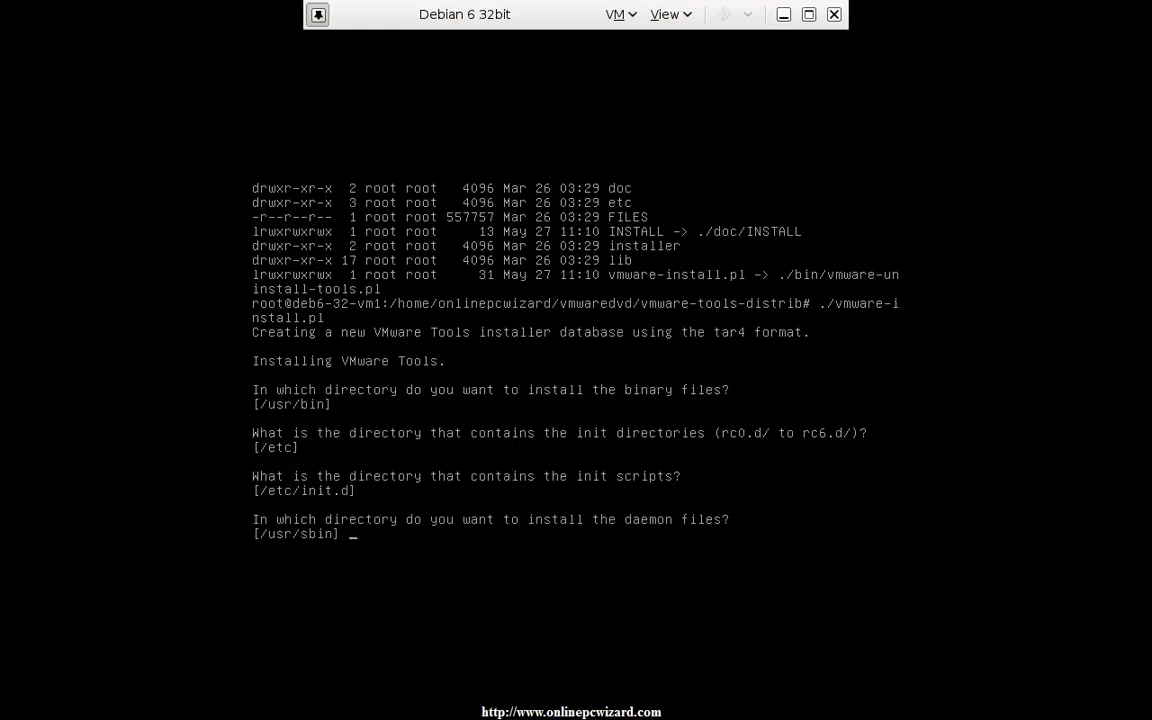 Debian 6 32bit
VM
View
drwxr-xr-x  2 root root   4096 Mar 26 03:29 doc
drwxr-xr-x  3 root root   4096 Mar 26 03:29 etc
-r--r--r--  1 root root 557757 Mar 26 03:29 FILES
lrwxrwxrwx  1 root root     13 May 27 11:10 INSTALL -> ./doc/INSTALL
drwxr-xr-x  2 root root   4096 Mar 26 03:29 installer
drwxr-xr-x 17 root root   4096 Mar 26 03:29 lib
lrwxrwxrwx  1 root root     31 May 27 11:10 vmware-install.pl -> ./bin/vmware-un
install-tools.pl
root@deb6-32-vm1:/home/onlinepcwizard/vmwaredvd/vmware-tools-distrib# ./vmware-i
nstall.pl
Creating a new VMware Tools installer database using the tar4 format.
Installing VMware Tools.
In which directory do you want to install the binary files?
[/usr/bin]
What is the directory that contains the init directories (rc0.d/ to rc6.d/)?
[/etc]
What is the directory that contains the init scripts?
[/etc/init.d]
In which directory do you want to install the daemon files?
[/usr/sbin] _
http://www.onlinepcwizard.com